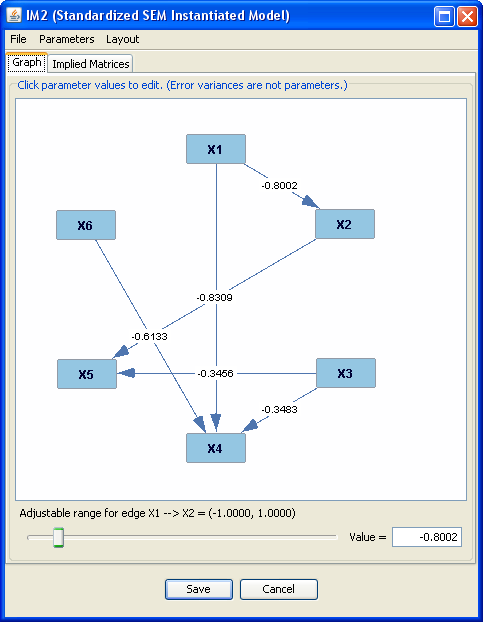 IM2 (Standardized SEM Instantiated Model)
File Parameters Layout
Graph Implied Matrices
Click parameter values to edit. (Error variances are not parameters.)
X1
-0.8002
X6
X2
-0.8309
-0.6133
X5
-0.3456
X3
-0.3483
X4
Adjustable range for edge X1 --> X2 = (-1.0000, 1.0000)
Value = -0.8002
Save Cancel